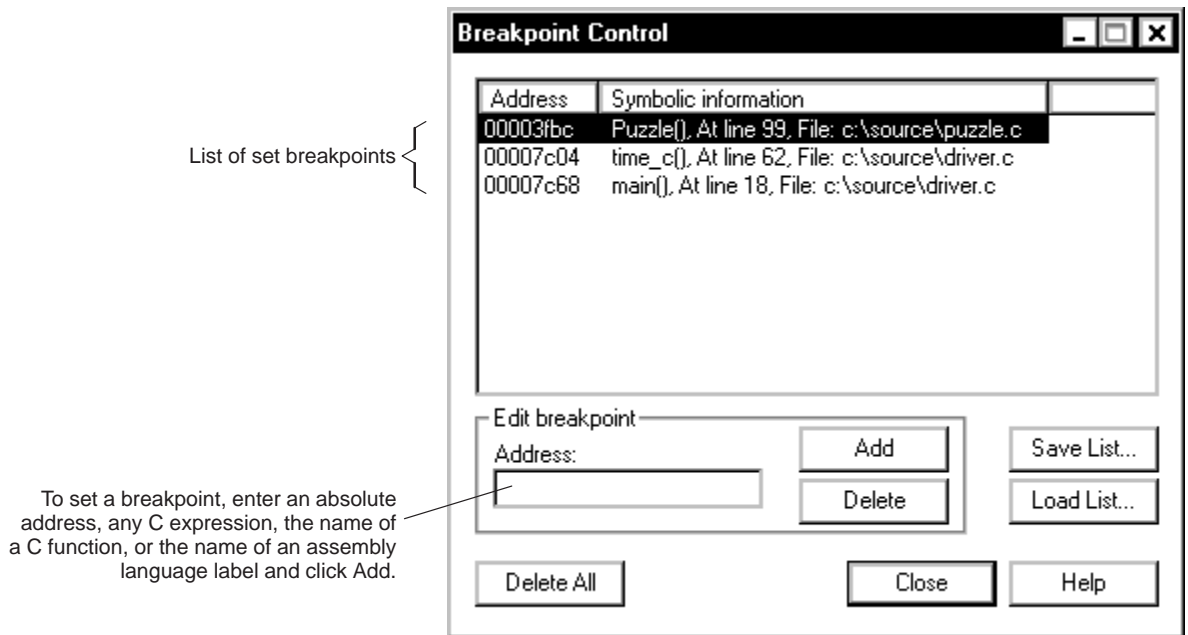 Breakpoint Control
Address Symbolic information
00003fbc Puzzle(), At line 99, File: c:\source\puzzle.c
List of set breakpoints
00007c04 time_c(), At line 62, File: c:\source\driver.c
00007c68 main(), At line 18, File: c:\source\driver.c
Edit breakpoint
Address:
Add
Save List...
Delete
Load List...
To set a breakpoint, enter an absolute
address, any C expression, the name of
a C function, or the name of an assembly
language label and click Add.
Delete All
Close
Help